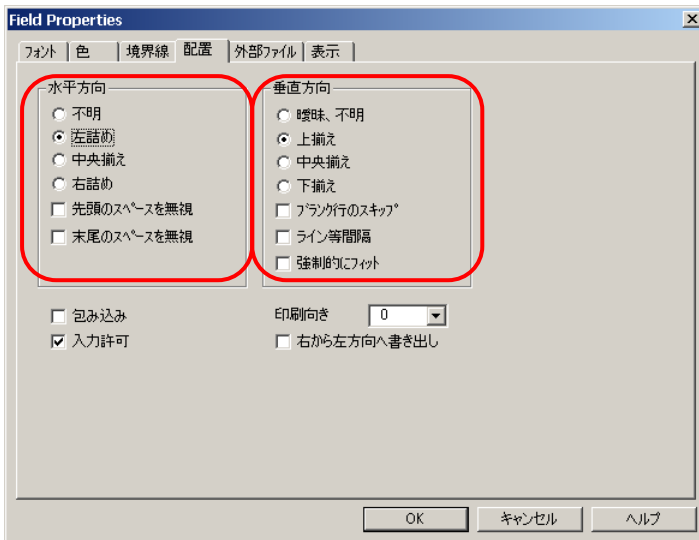 Field Properties
フォント 色 境界線 配置 外部ファイル 表示
水平方向
不明
左詰め
中央揃え
右詰め
先頭のスペースを無視
末尾のスペースを無視
垂直方向
曖昧、不明
上揃え
中央揃え
下揃え
ブランク行のスキップ
ライン等間隔
強制的にフィット
包み込み
入力許可
印刷向き 0
右から左方向へ書き出し
OK キャンセル ヘルプ